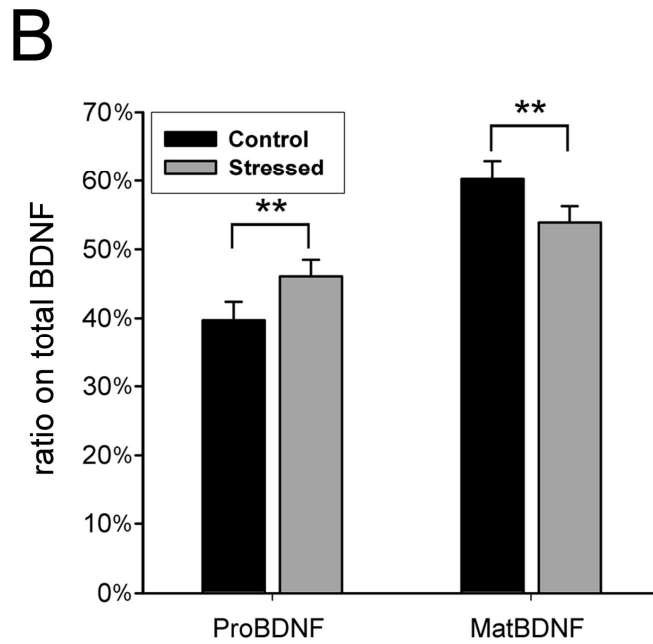 B
70%
60%
50%
40%
30%
20%
10%
0%
ratio on total BDNF
Control
Stressed
**
**
ProBDNF MatBDNF